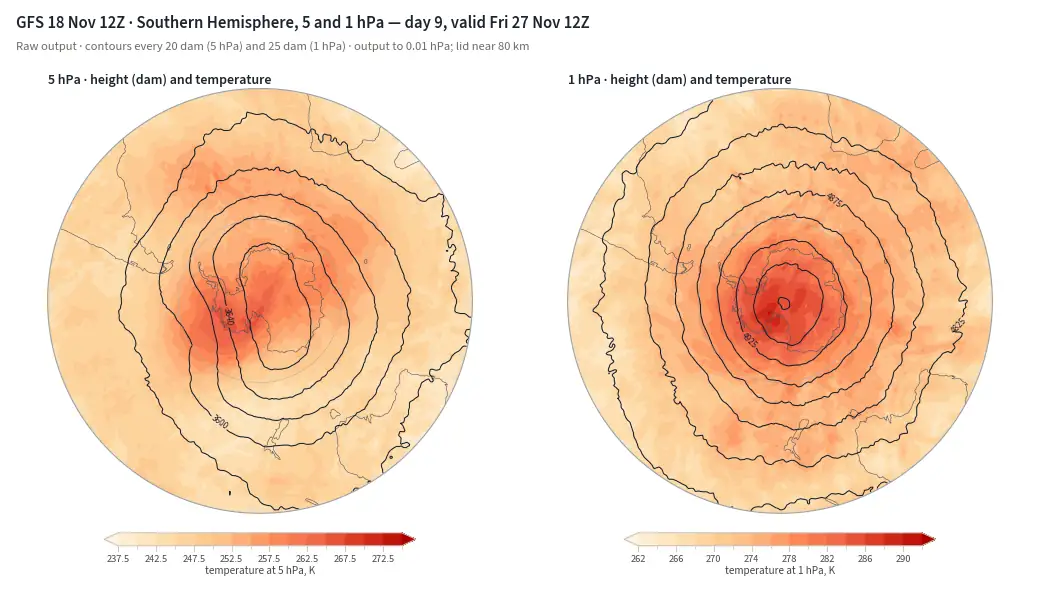 GFS 18 Nov 12Z · Southern Hemisphere, 5 and 1 hPa — day 9, valid Fri 27 Nov 12Z
Raw output · contours every 20 dam (5 hPa) and 25 dam (1 hPa) · output to 0.01 hPa; lid near 80 km
5 hPa · height (dam) and temperature
1 hPa · height (dam) and temperature
3640
3600
4875
4825
4925
237.5 242.5 247.5 252.5 257.5 262.5 267.5 272.5
temperature at 5 hPa, K
262 266 270 274 278 282 286 290
temperature at 1 hPa, K